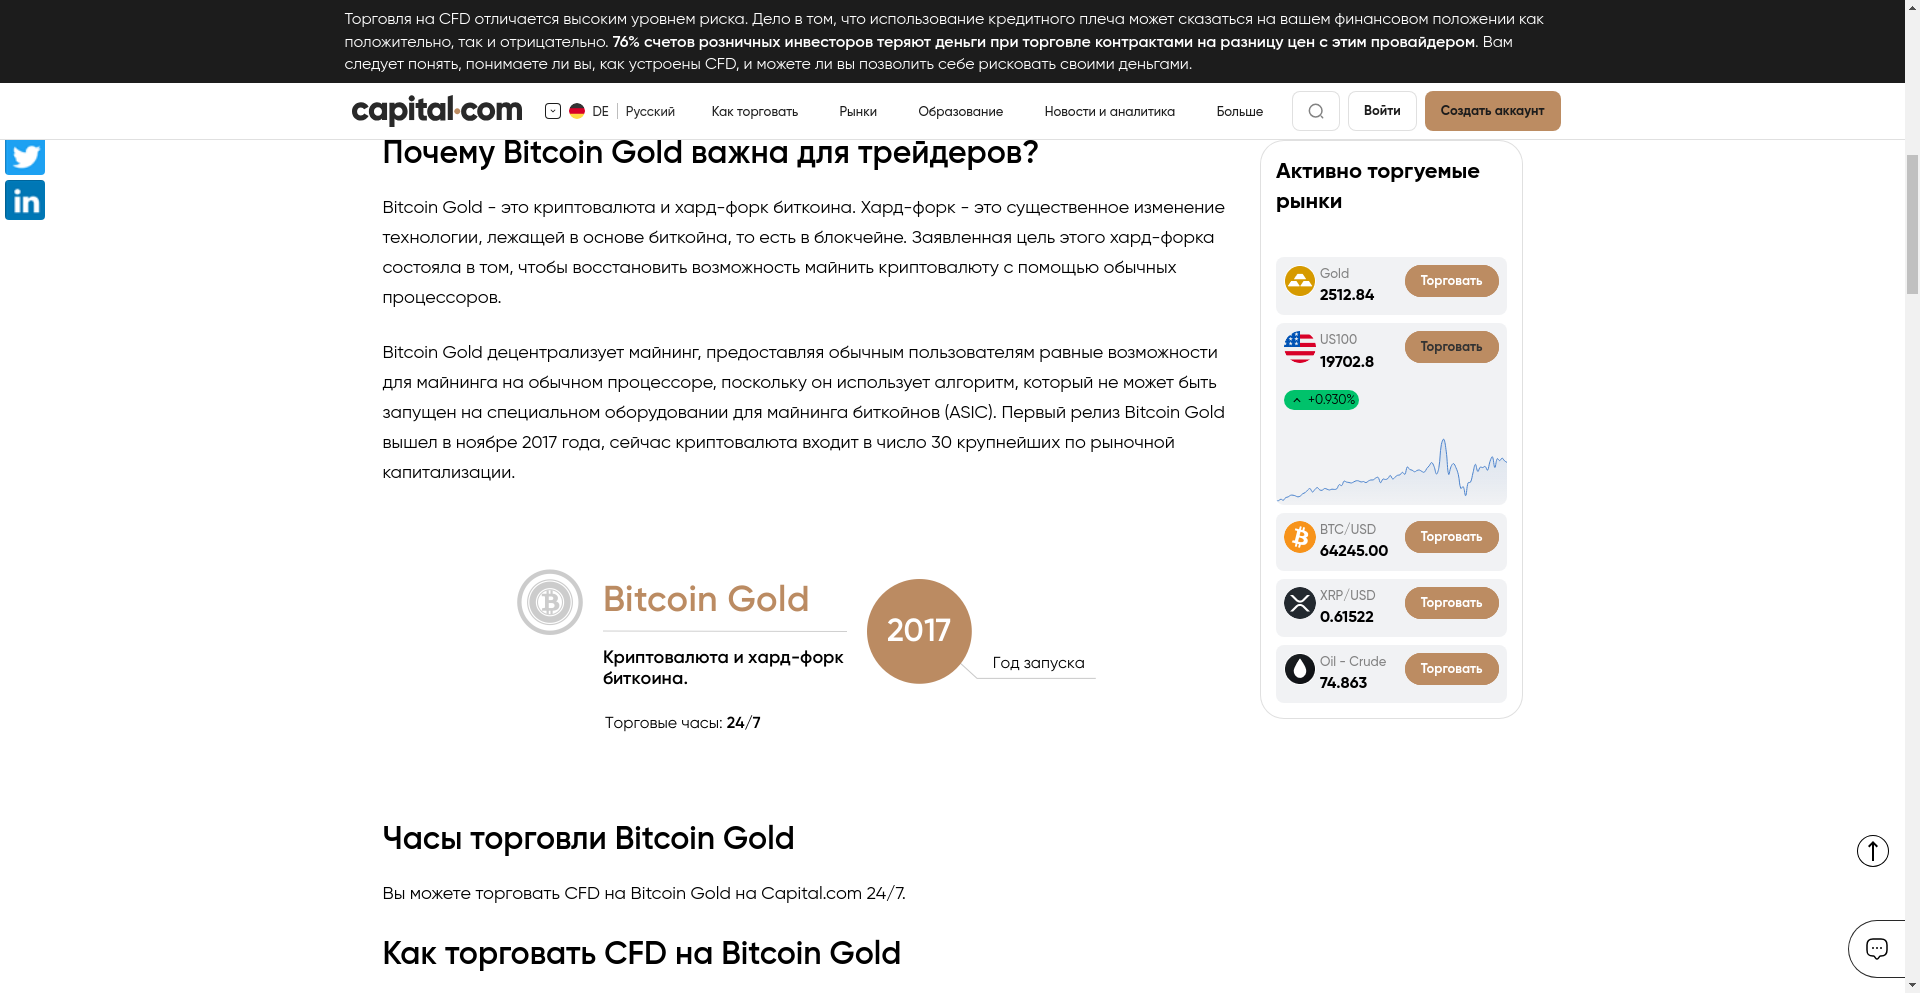 Торговля на CFD отличается высоким уровнем риска. Дело в том, что использование кредитного плеча может сказаться на вашем финансовом положении как
положительно, так и отрицательно. 76% счетов розничных инвесторов теряют деньги при торговле контрактами на разницу цен с этим провайдером. Вам
следует понять, понимаете ли вы, как устроены CFD, и можете ли вы позволить себе рисковать своими деньгами.
capital.com
DE
Русский
Как торговать
Рынки
Образование
Новости и аналитика
Больше
Войти
Создать аккаунт
in
Почему Bitcoin Gold важна для трейдеров?
Bitcoin Gold - это криптовалюта и хард-форк биткоина. Хард-форк - это существенное изменение
технологии, лежащей в основе биткойна, то есть в блокчейне. Заявленная цель этого хард-форка
состояла в том, чтобы восстановить возможность майнить криптовалюту с помощью обычных
процессоров.
Bitcoin Gold децентрализует майнинг, предоставляя обычным пользователям равные возможности
для майнинга на обычном процессоре, поскольку он использует алгоритм, который не может быть
запущен на специальном оборудовании для майнинга биткойнов (ASIC). Первый релиз Bitcoin Gold
вышел в ноябре 2017 года, сейчас криптовалюта входит в число 30 крупнейших по рыночной
капитализации.
Bitcoin Gold
Криптовалюта и хард-форк
биткоина.
Торговые часы: 24/7
2017
Год запуска
Часы торговли Bitcoin Gold
Вы можете торговать CFD на Bitcoin Gold на Capital.com 24/7.
Как торговать CFD на Bitcoin Gold
Активно торгуемые
рынки
Gold
2512.84
Торговать
US100
19702.8
Торговать
+0.930%
BTC/USD
64245.00
Торговать
XRP/USD
0.61522
Торговать
Oil - Crude
74.863
Торговать